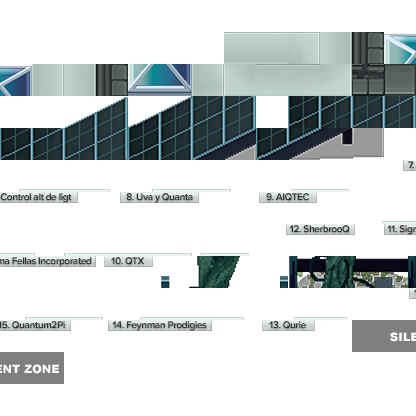 7.
Control alt de ligt
8. Uva y Quanta
9. AIQTEC
12. SherbrooQ
11. Sigr
ma Fellas Incorporated
10. QTX
15. Quantum2Pi
14. Feynman Prodigies
13. Qurie
SILE
ENT ZONE